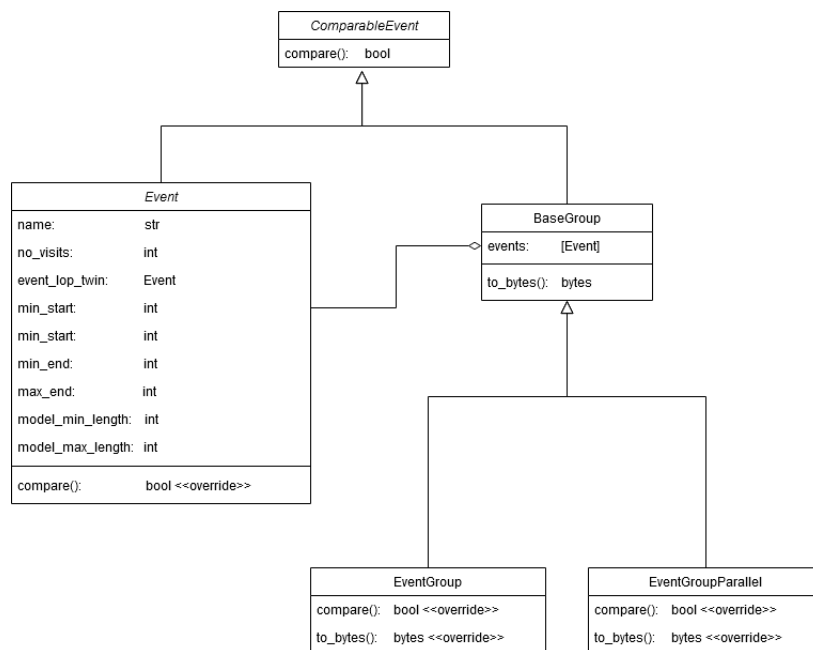 ComparableEvent
compare(): bool
Event
name: str
no_visits: int
event_lop_twin: Event
min_start: int
min_start: int
min_end: int
max_end: int
model_min_length: int
model_max_length: int
compare(): bool <<override>>
BaseGroup
events: [Event]
to_bytes(): bytes
EventGroup
compare(): bool <<override>>
to_bytes(): bytes <<override>>
EventGroupParallel
compare(): bool <<override>>
to_bytes(): bytes <<override>>